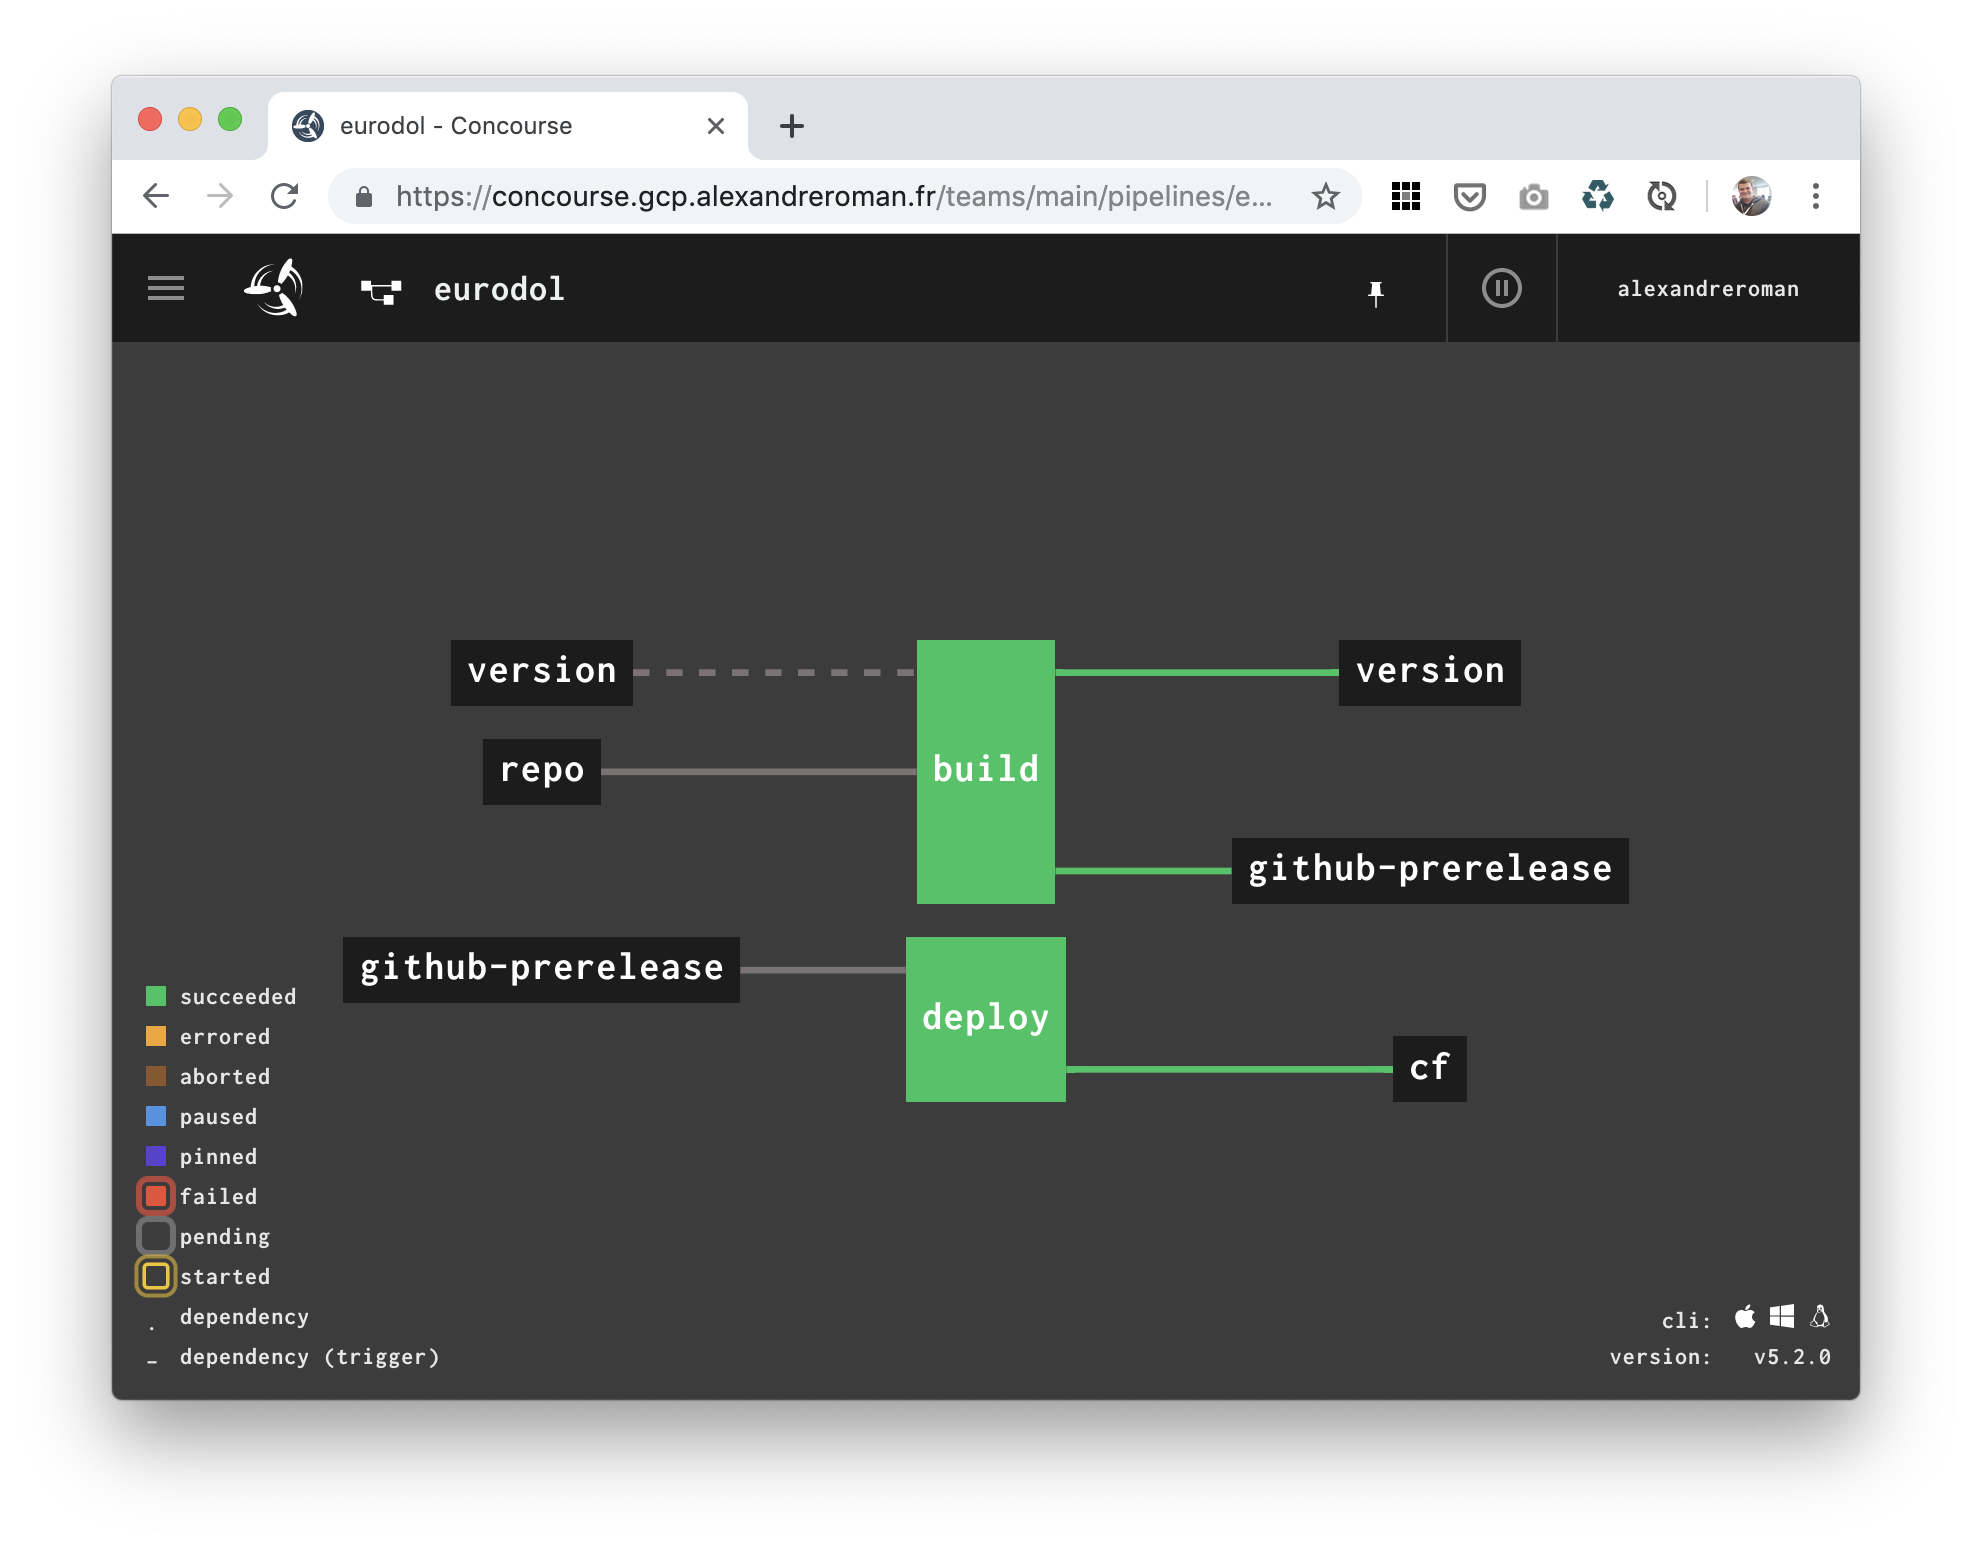 eurodol - Concourse
https://concourse.gcp.alexandreroman.fr/teams/main/pipelines/e...
eurodol
alexandreroman
version
version
repo
build
github-prerelease
github-prerelease
deploy
cf
succeeded
errored
aborted
paused
pinned
failed
pending
started
. dependency
- dependency (trigger)
cli:
version: v5.2.0